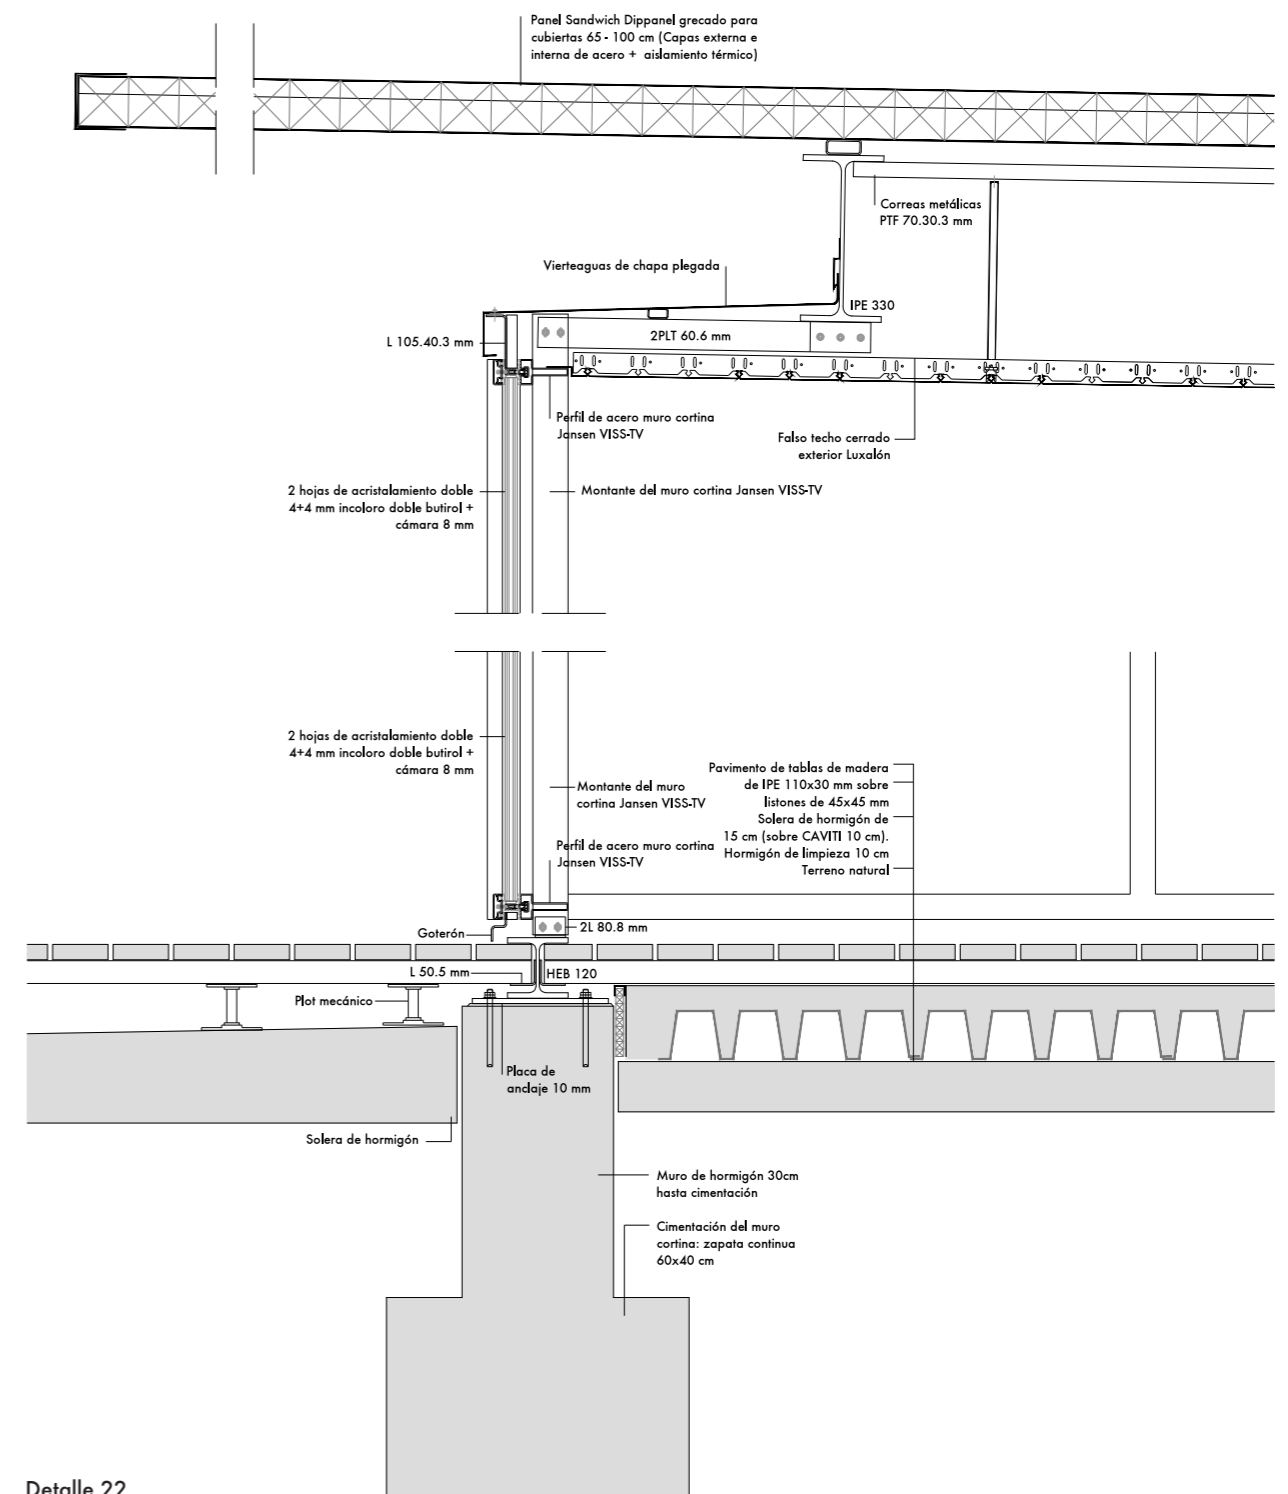 Panel Sandwich Dippanel grecado para
cubiertas 65 - 100 cm (Capas externa e
interna de acero + aislamiento térmico)
Correas metálicas
PTF 70.30.3 mm
Vierteaguas de chapa plegada
IPE 330
L 105.40.3 mm
2PLT 60.6 mm
Perfil de acero muro cortina
Jansen VISS-TV
Falso techo cerrado
exterior Luxalón
2 hojas de acristalamiento doble
4+4 mm incoloro doble butirol +
cámara 8 mm
Montante del muro cortina Jansen VISS-TV
2 hojas de acristalamiento doble
4+4 mm incoloro doble butirol +
cámara 8 mm
Montante del muro
cortina Jansen VISS-TV
Pavimento de tablas de madera
de IPE 110x30 mm sobre
listones de 45x45 mm
Solera de hormigón de
15 cm (sobre CAVITI 10 cm).
Hormigón de limpieza 10 cm
Terreno natural
Perfil de acero muro cortina
Jansen VISS-TV
Goterón
2L 80.8 mm
L 50.5 mm
HEB 120
Plot mecánico
Placa de
anclaje 10 mm
Solera de hormigón
Muro de hormigón 30cm
hasta cimentación
Cimentación del muro
cortina: zapata continua
60x40 cm
Detalle 22